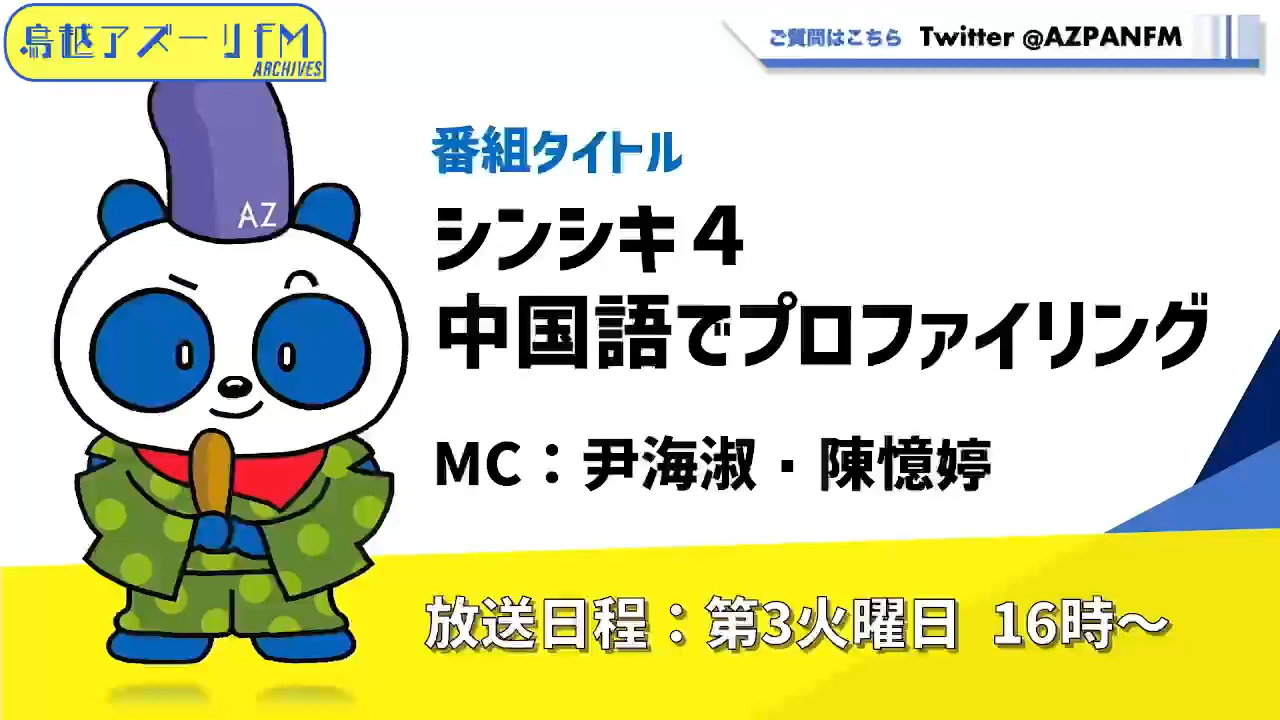 鳥越アズーリFM
ARCHIVES
ご質問はこちら Twitter @AZPANFM
AZ
番組タイトル
シンシキ4
中国語でプロファイリング
MC:尹海淑・陳憶婷
放送日程:第3火曜日 16時~